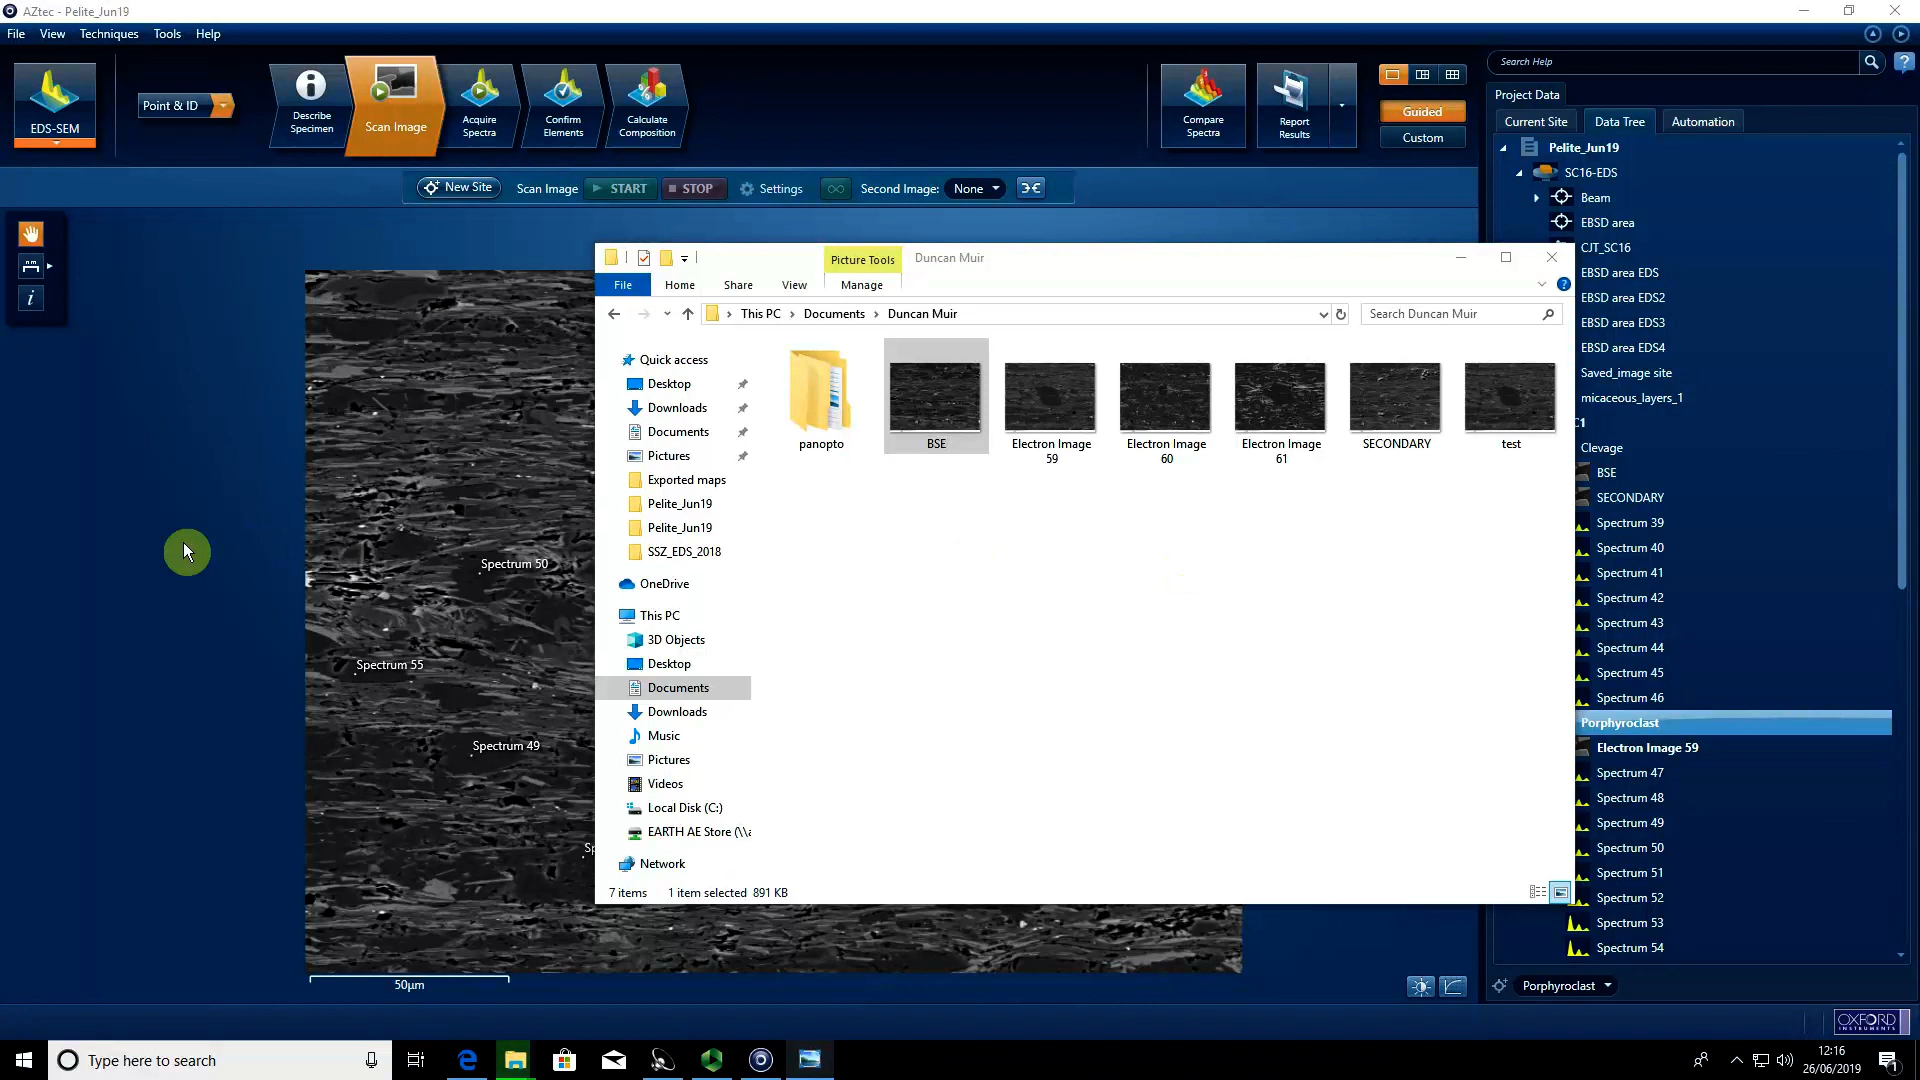 AZtec - Pelite_Jun19
File View Techniques Tools Help
EDS-SEM
Point & ID
Describe
Specimen
Scan Image
Acquire
Spectra
Confirm
Elements
Calculate
Composition
Compare
Spectra
Report
Results
Guided
Custom
Search Help
Project Data
Current Site Data Tree Automation
New Site Scan Image START STOP Settings Second Image: None
Pelite_Jun19
SC16-EDS
Beam
EBSD area
CJT_SC16
EBSD area EDS
EBSD area EDS2
EBSD area EDS3
EBSD area EDS4
Saved_image site
micaceous_layers_1
C1
Clevage
BSE
SECONDARY
Spectrum 39
Spectrum 40
Spectrum 41
Spectrum 42
Spectrum 43
Spectrum 44
Spectrum 45
Spectrum 46
Porphyroclast
Electron Image 59
Spectrum 47
Spectrum 48
Spectrum 49
Spectrum 50
Spectrum 51
Spectrum 52
Spectrum 53
Spectrum 54
Porphyroclast
OXFORD
INSTRUMENTS
Spectrum 50
Spectrum 55
Spectrum 49
Sp
50μm
Picture Tools Duncan Muir
File Home Share View Manage
This PC Documents Duncan Muir
Search Duncan Muir
Quick access
Desktop
Downloads
Documents
Pictures
Exported maps
Pelite_Jun19
Pelite_Jun19
SSZ_EDS_2018
OneDrive
This PC
3D Objects
Desktop
Documents
Downloads
Music
Pictures
Videos
Local Disk (C:)
EARTH AE Store (\\a
Network
panopto
BSE
Electron Image
59
Electron Image
60
Electron Image
61
SECONDARY
test
7 items 1 item selected 891 KB
Type here to search
12:16
26/06/2019
1